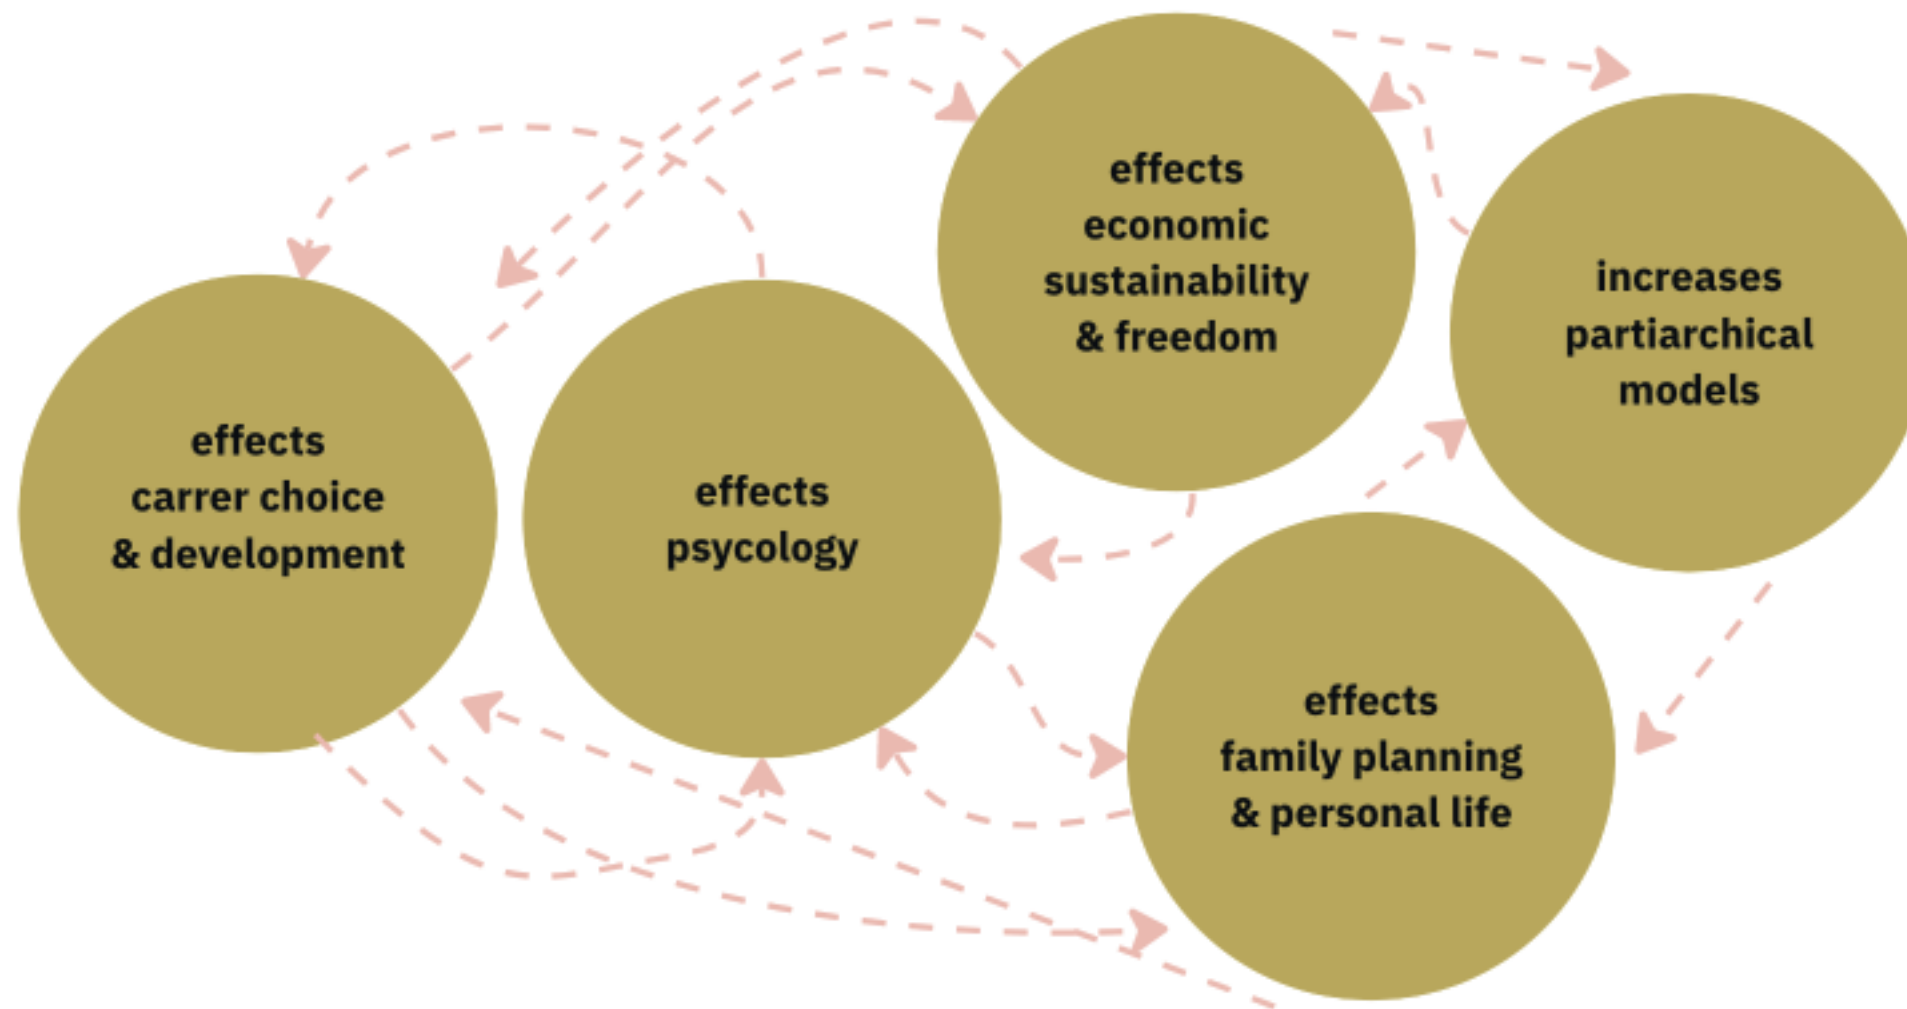 effects
carrer choice
& development
effects
psycology
effects
economic
sustainability
& freedom
increases
partiarchical
models
effects
family planning
& personal life